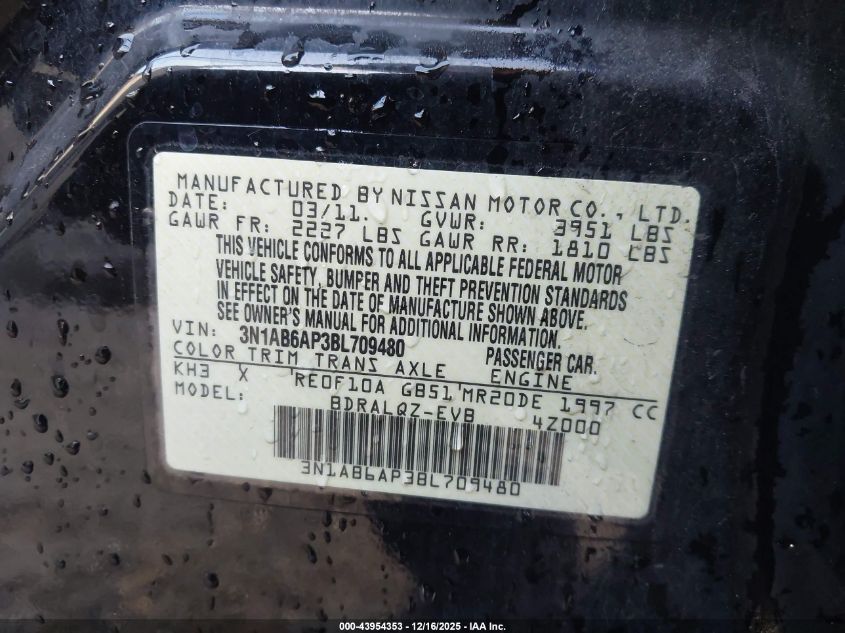 MANUFACTURED BY NISSAN MOTOR CO., LTD.
DATE: 03/11. GVWR: 3951 LBS
GAWR FR: 2227 LBS GAWR RR: 1810 LBS
THIS VEHICLE CONFORMS TO ALL APPLICABLE FEDERAL MOTOR
VEHICLE SAFETY, BUMPER AND THEFT PREVENTION STANDARDS
IN EFFECT ON THE DATE OF MANUFACTURE SHOWN ABOVE.
SEE OWNER'S MANUAL FOR ADDITIONAL INFORMATION.
VIN: 3N1AB6AP3BL709480 PASSENGER CAR.
COLOR TRIM TRANS AXLE ENGINE
KH3 X RE0F10A GB51 MR20DE 1997 CC
MODEL: BDRALQZ-EVB 4Z000
3N1AB6AP3BL709480
000-43954353 - 12/16/2025 - IAA Inc.